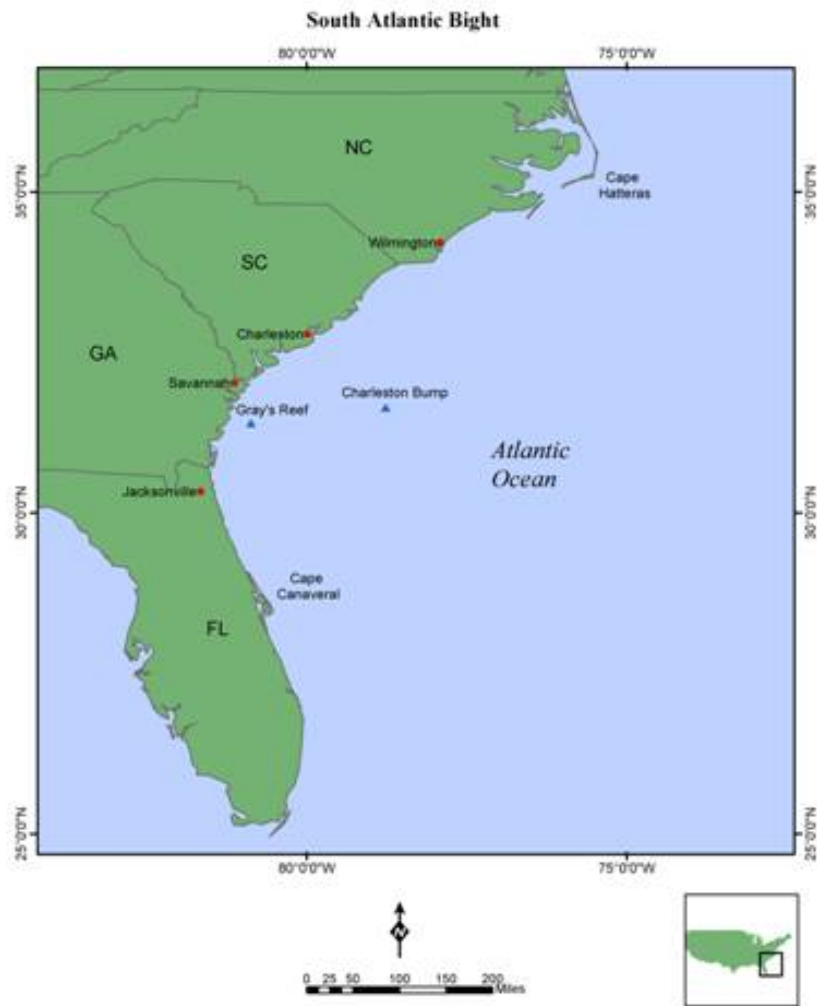 South Atlantic Bight
80°0'0"W
75°0'0"W
NC
35°0'0"N
35°0'0"N
Cape
Hatteras
Wilmington
SC
Charleston
GA
Savannah
Charleston Bump
Gray's Reef
Atlantic
Ocean
Jacksonville
30°0'0"N
30°0'0"N
Cape
Canaveral
FL
25°0'0"N
25°0'0"N
80°0'0"W
75°0'0"W
N
0 25 50 100 150 200
Miles